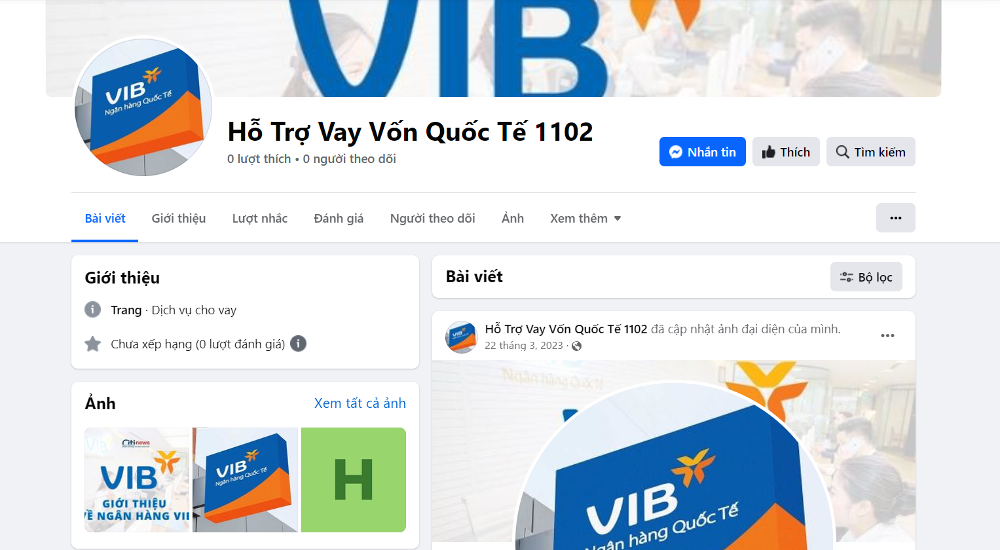 VIB
VIB
Ngân hàng Quốc Tế
Hỗ Trợ Vay Vốn Quốc Tế 1102
0 lượt thích • 0 người theo dõi
Nhắn tin
Thích
Tìm kiếm
Bài viết
Giới thiệu
Lượt nhắc
Đánh giá
Người theo dõi
Ảnh
Xem thêm
Giới thiệu
Trang · Dịch vụ cho vay
Chưa xếp hạng (0 lượt đánh giá)
Ảnh
Xem tất cả ảnh
Citinews
VIB
GIỚI THIỆU
VỀ NGÂN HÀNG VIB
VIB
Ngân hàng Quốc Tế
H
Bài viết
Bộ lọc
VIB
Hỗ Trợ Vay Vốn Quốc Tế 1102 đã cập nhật ảnh đại diện của mình.
22 tháng 3, 2023 ·
Ngân hàng Quốc tế
VIB
Ngân hàng Quốc Tế